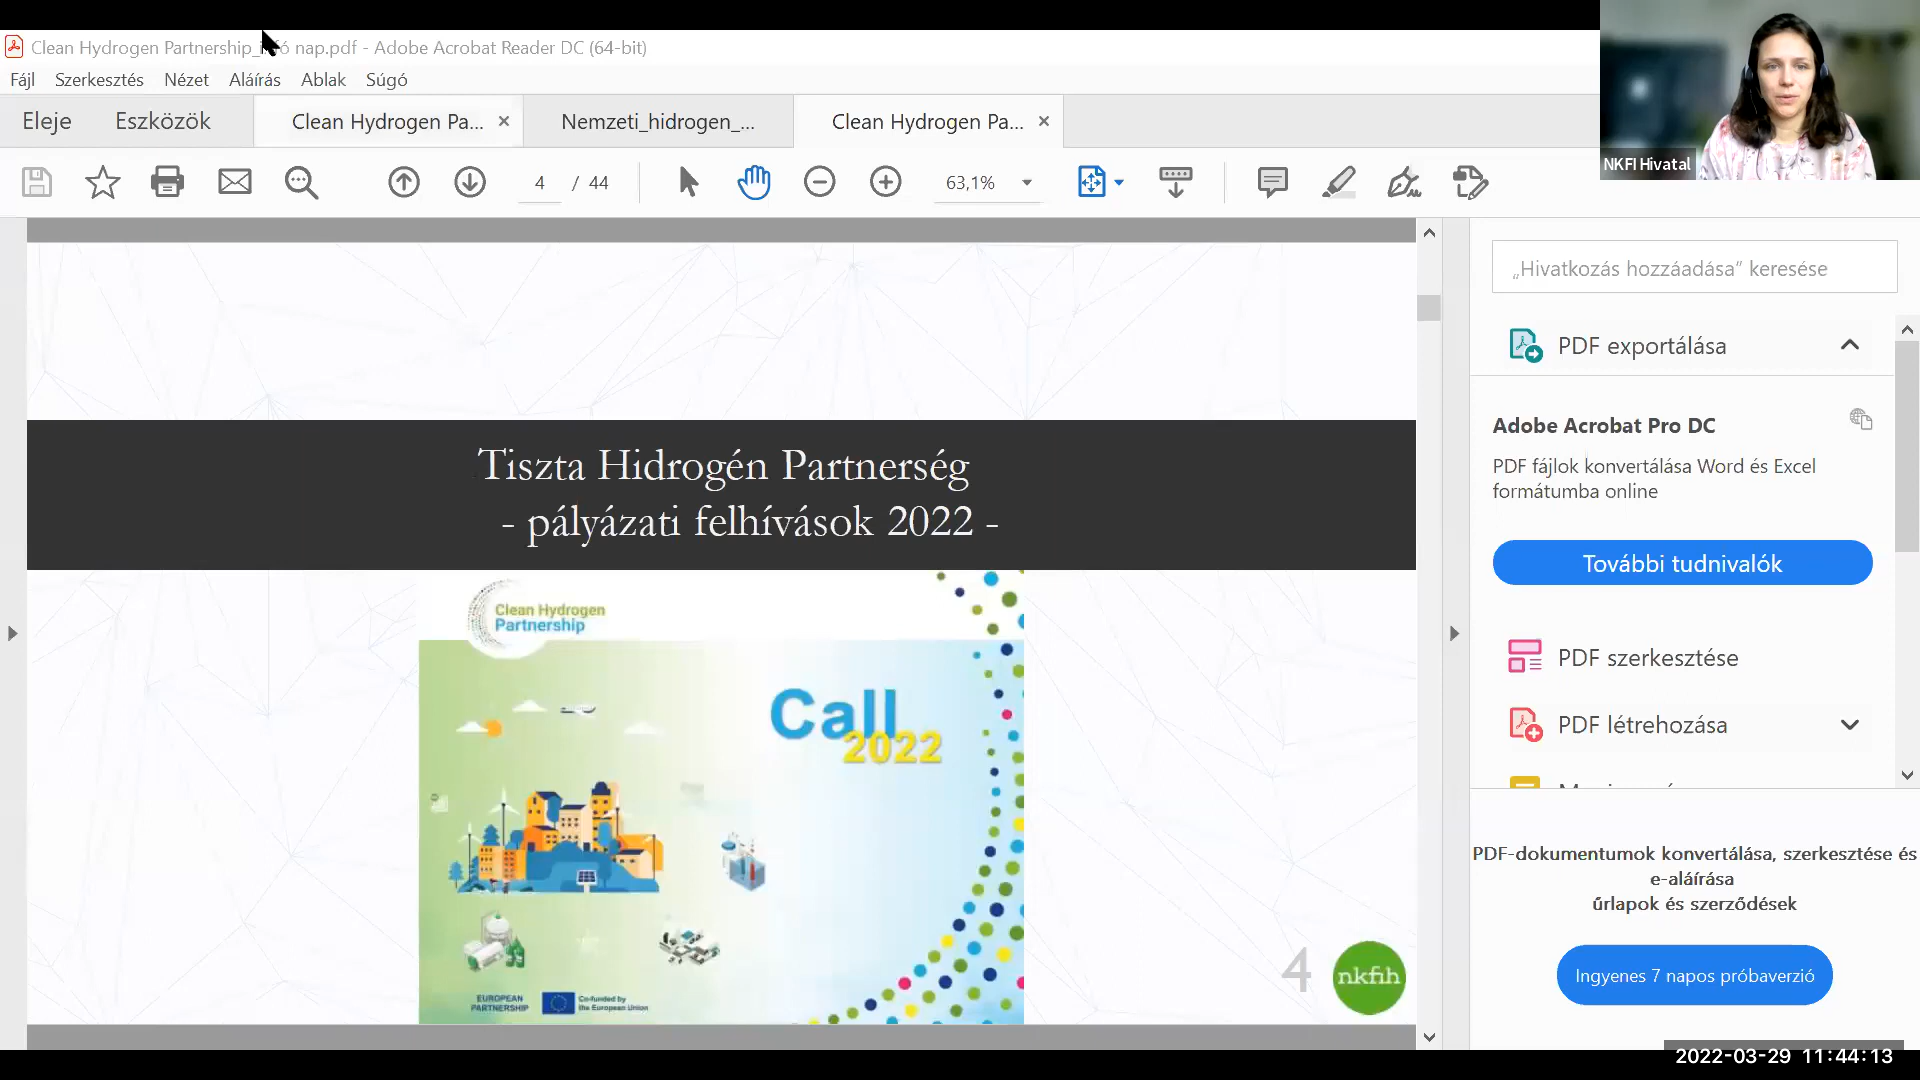 Clean Hydrogen Partnership_i ó nap.pdf - Adobe Acrobat Reader DC (64-bit)
Fájl Szerkesztés Nézet Aláírás Ablak Súgó
Eleje Eszközök Clean Hydrogen Pa... Nemzeti_hidrogen_... Clean Hydrogen Pa...
4 / 44 63,1%
NKFI Hivatal
„Hivatkozás hozzáadása” keresése
PDF exportálása
Adobe Acrobat Pro DC
PDF fájlok konvertálása Word és Excel
formátumba online
További tudnivalók
PDF szerkesztése
PDF létrehozása
PDF-dokumentumok konvertálása, szerkesztése és
e-aláírása
űrlapok és szerződések
Ingyenes 7 napos próbaverzió
Tiszta Hidrogén Partnerség
- pályázati felhívások 2022 -
Clean Hydrogen
Partnership
Call
2022
EUROPEAN
PARTNERSHIP
Co-funded by
the European Union
4
nkfih
2022-03-29 11:44:13